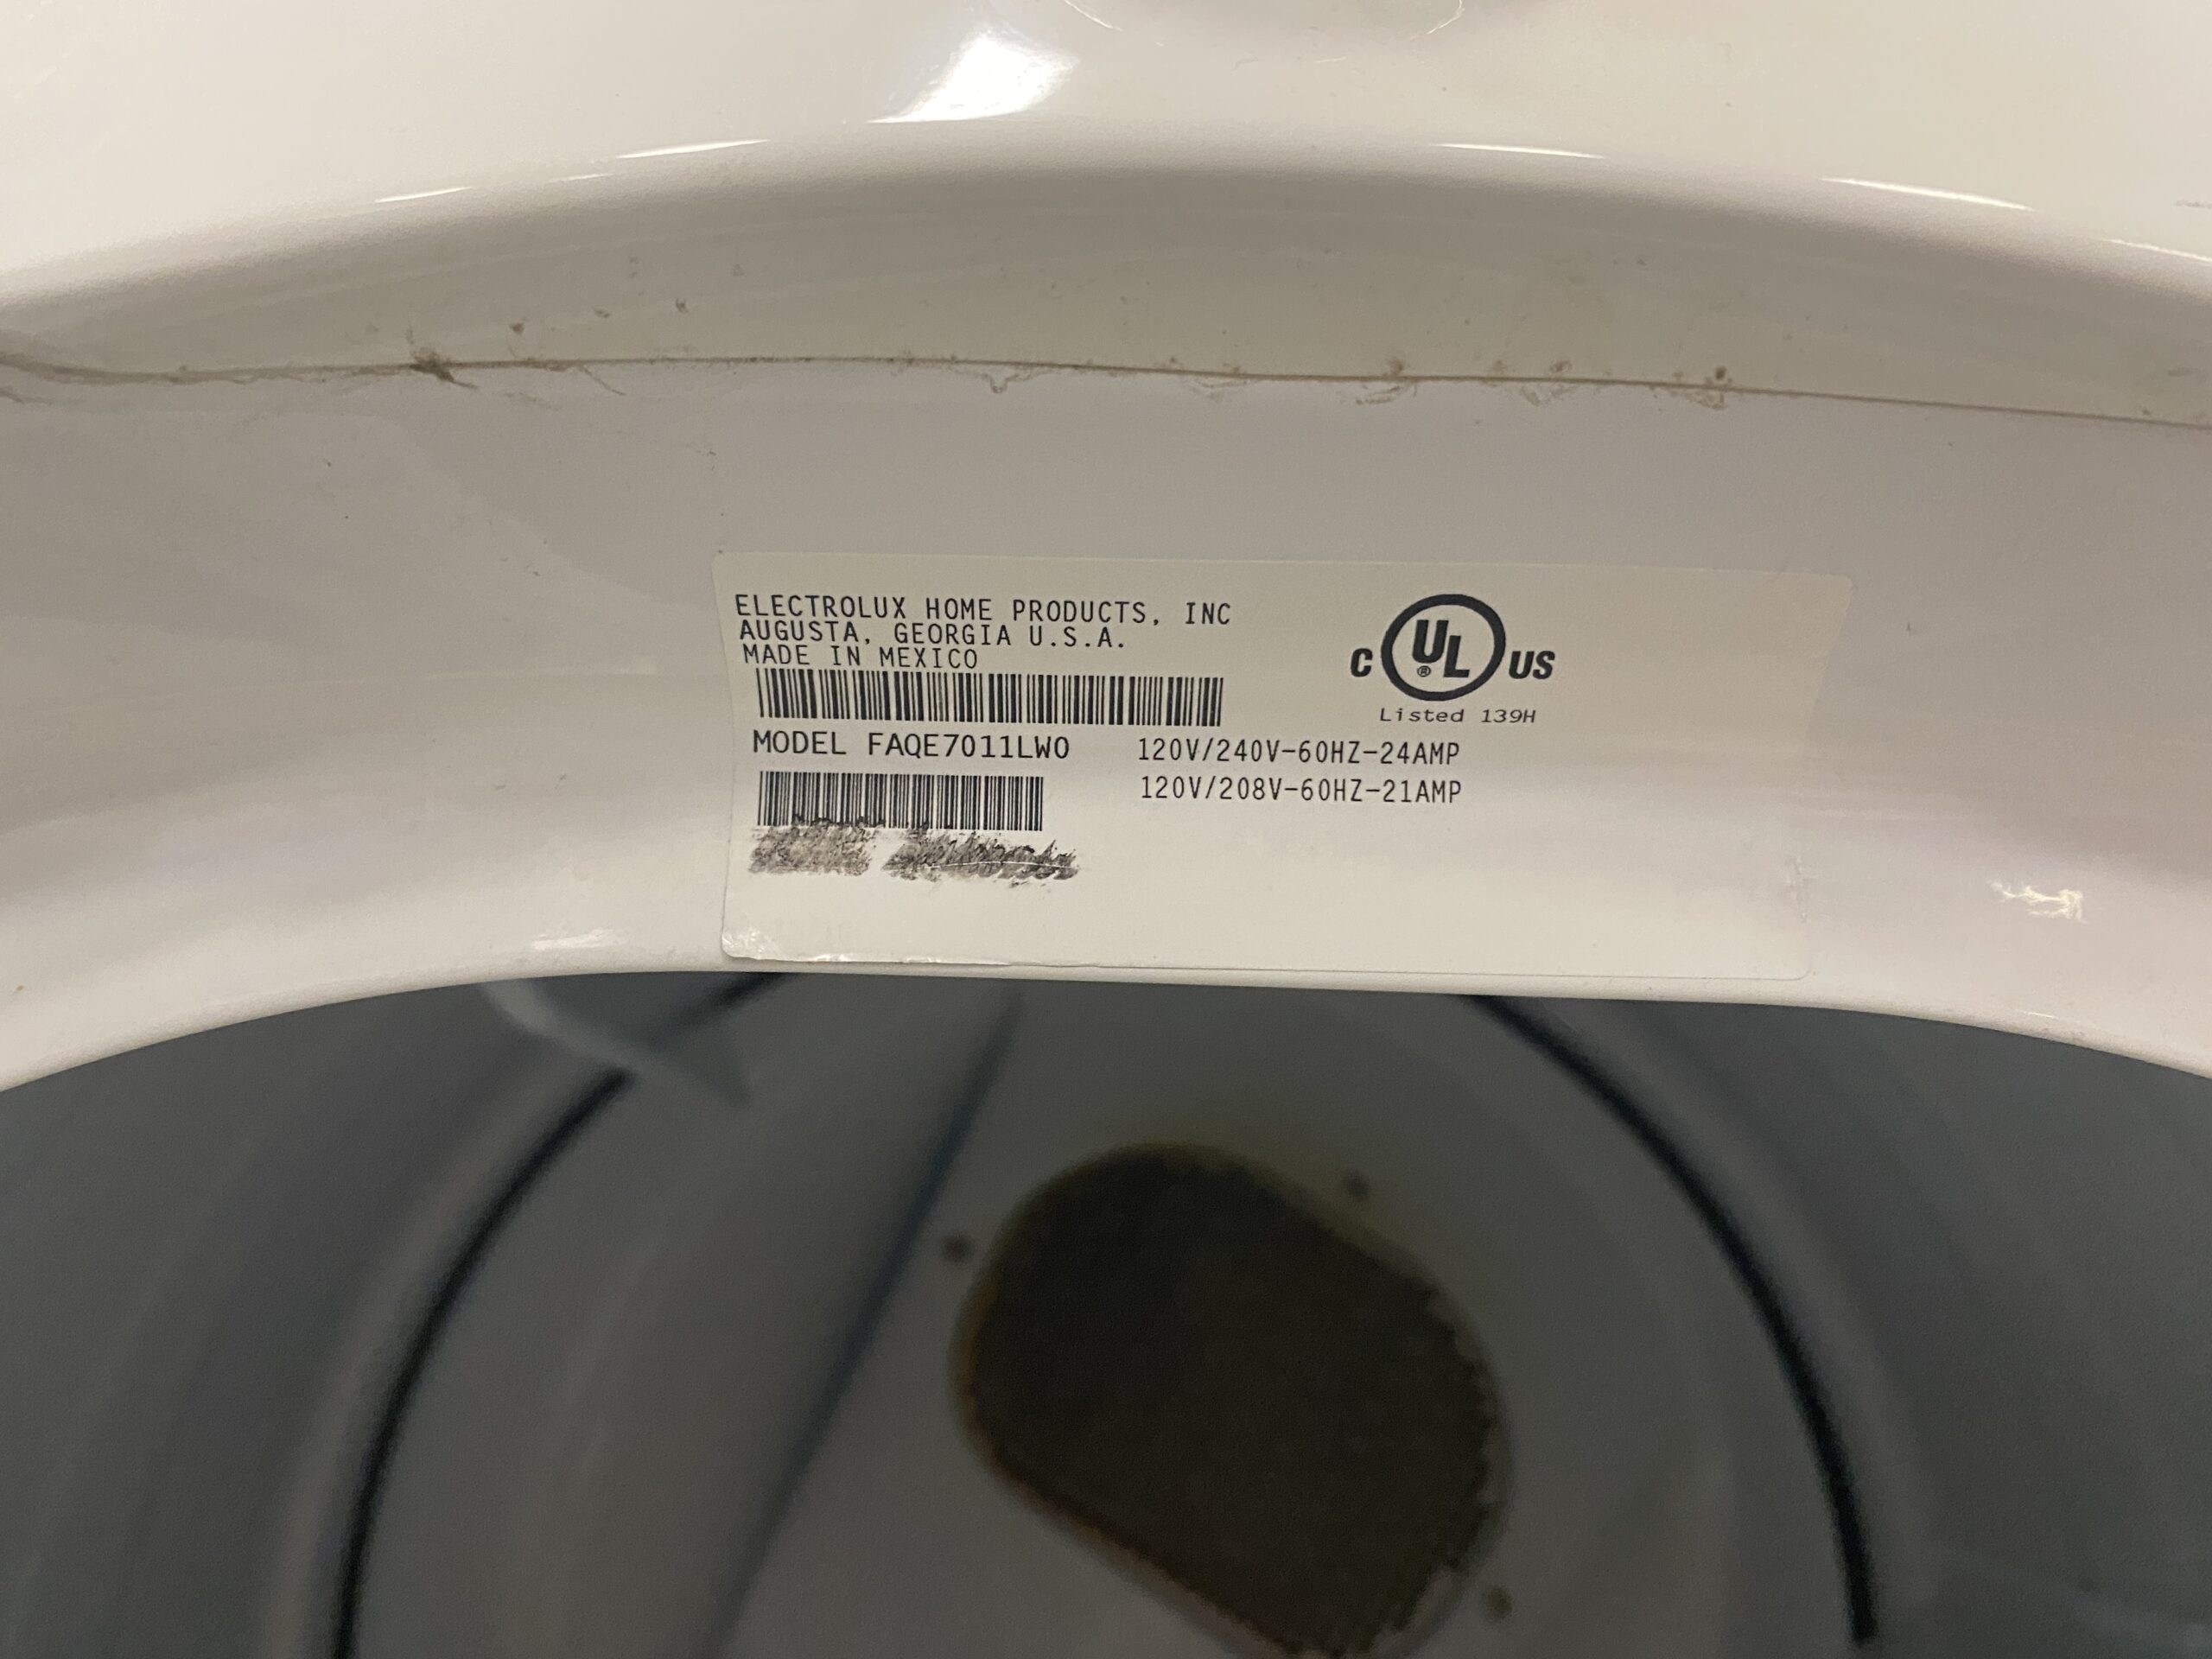 ELECTROLUX HOME PRODUCTS, INC
AUGUSTA, GEORGIA U.S.A.
MADE IN MEXICO
C UL ® US
Listed 139H
MODEL FAQE7011LW0 120V/240V-60HZ-24AMP
120V/208V-60HZ-21AMP